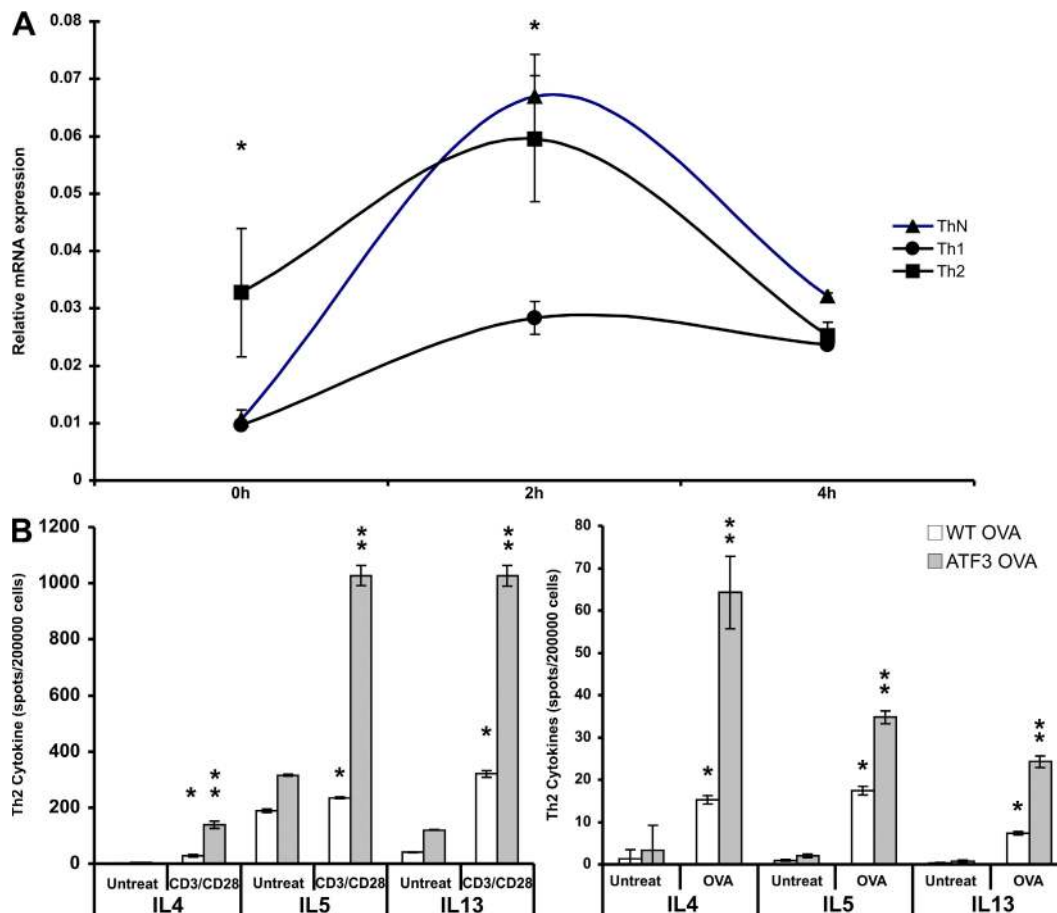 A
0.08
*
0.07
0.06
*
0.05
0.04
0.03
0.02
0.01
0
Relative mRNA expression
0h
2h
4h
ThN
Th1
Th2
B
Th2 Cytokine (spots/200000 cells)
1200
1000
800
600
400
200
0
* * *
* * *
* * *
Untreat CD3/CD28 Untreat CD3/CD28 Untreat CD3/CD28
IL4 IL5 IL13
Th2 Cytokines (spots/200000 cells)
80
70
60
50
40
30
20
10
0
* * *
* * *
* * *
Untreat OVA Untreat OVA Untreat OVA
IL4 IL5 IL13
WT OVA
ATF3 OVA